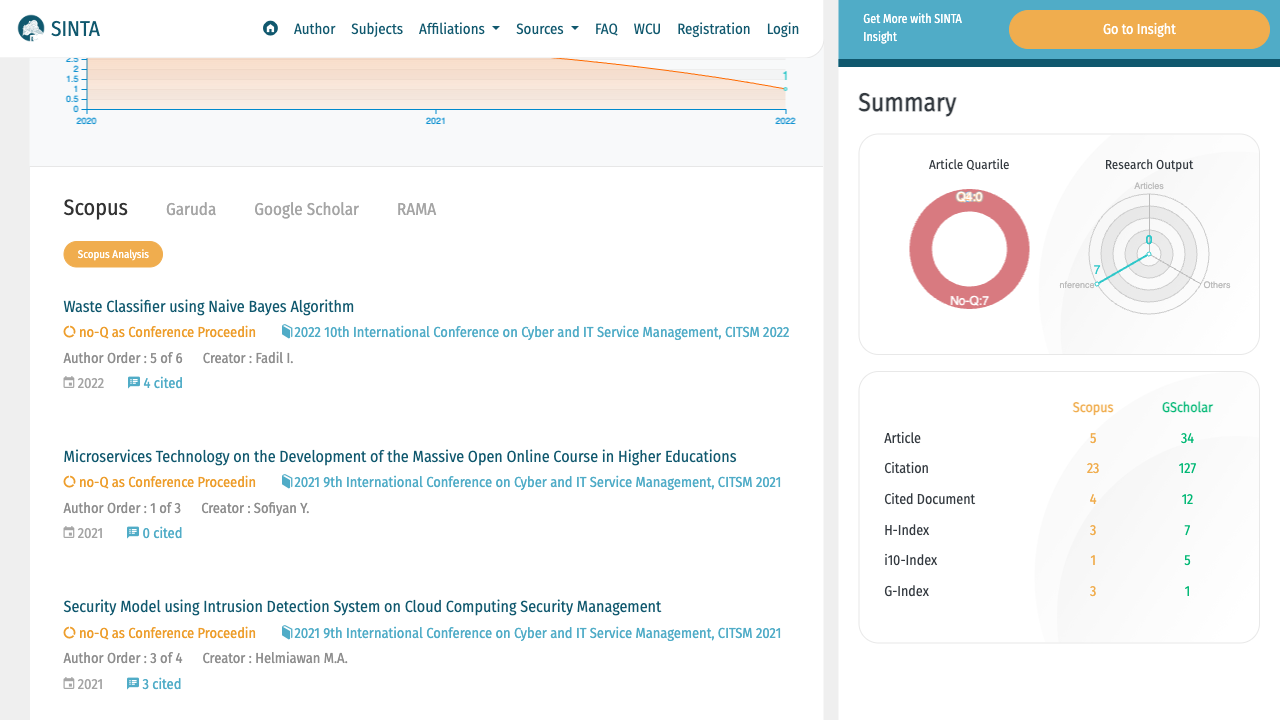 SINTA
Author
Subjects
Affiliations
Sources
FAQ
WCU
Registration
Login
Get More with SINTA
Insight
Go to Insight
2.5
2
1.5
1
0.5
0
1
2020
2021
2022
Scopus
Garuda
Google Scholar
RAMA
Scopus Analysis
Waste Classifier using Naive Bayes Algorithm
no-Q as Conference Proceedin
2022 10th International Conference on Cyber and IT Service Management, CITSM 2022
Author Order : 5 of 6
Creator : Fadil I.
2022
4 cited
Microservices Technology on the Development of the Massive Open Online Course in Higher Educations
no-Q as Conference Proceedin
2021 9th International Conference on Cyber and IT Service Management, CITSM 2021
Author Order : 1 of 3
Creator : Sofiyan Y.
2021
0 cited
Security Model using Intrusion Detection System on Cloud Computing Security Management
no-Q as Conference Proceedin
2021 9th International Conference on Cyber and IT Service Management, CITSM 2021
Author Order : 3 of 4
Creator : Helmiawan M.A.
2021
3 cited
Summary
Article Quartile
No-Q:7
Research Output
Articles
0
7
nference
Others
Scopus GScholar
Article 5 34
Citation 23 127
Cited Document 4 12
H-Index 3 7
i10-Index 1 5
G-Index 3 1